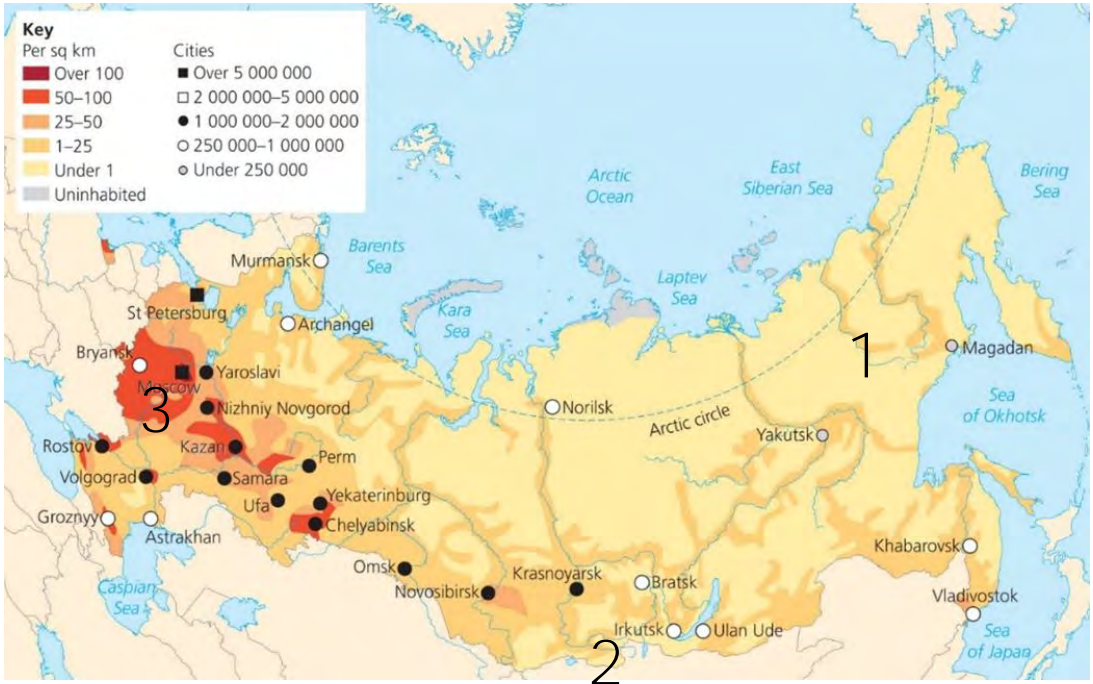 Key
Per sq km
Over 100
50–100
25–50
1–25
Under 1
Uninhabited
Cities
Over 5 000 000
2 000 000–5 000 000
1 000 000–2 000 000
250 000–1 000 000
Under 250 000
Arctic
Ocean
East
Siberian Sea
Bering
Sea
Barents
Sea
Laptev
Sea
Kara
Sea
Murmansk
St Petersburg
Archangel
Bryansk
Moscow
Yaroslavi
1
Magadan
3
Nizhniy Novgorod
Norilsk
Arctic circle
Sea
of Okhotsk
Rostov
Kazan
Yakutsk
Perm
Volgograd
Samara
Ufa
Yekaterinburg
Groznyy
Astrakhan
Chelyabinsk
Khabarovsk
Omsk
Novosibirsk
Krasnoyarsk
Bratsk
Caspian
Sea
Vladivostok
Irkutsk
Ulan Ude
2
Sea
of Japan